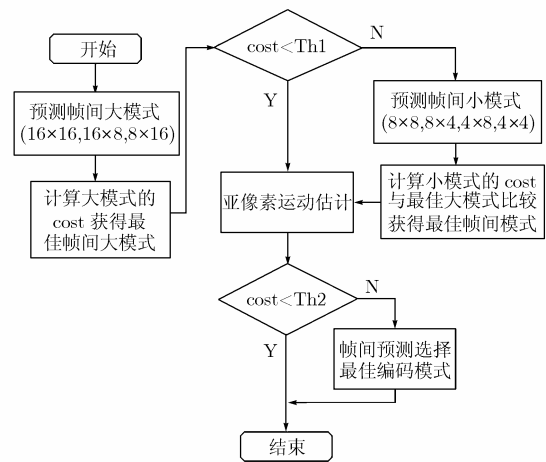 开始
预测帧间大模式
(16×16,16×8,8×16)
计算大模式的
cost 获得最
佳帧间大模式
cost<Th1
N
Y
预测帧间小模式
(8×8,8×4,4×8,4×4)
计算小模式的 cost
与最佳大模式比较
获得最佳帧间模式
亚像素运动估计
cost<Th2
N
Y
帧间预测选择
最佳编码模式
结束